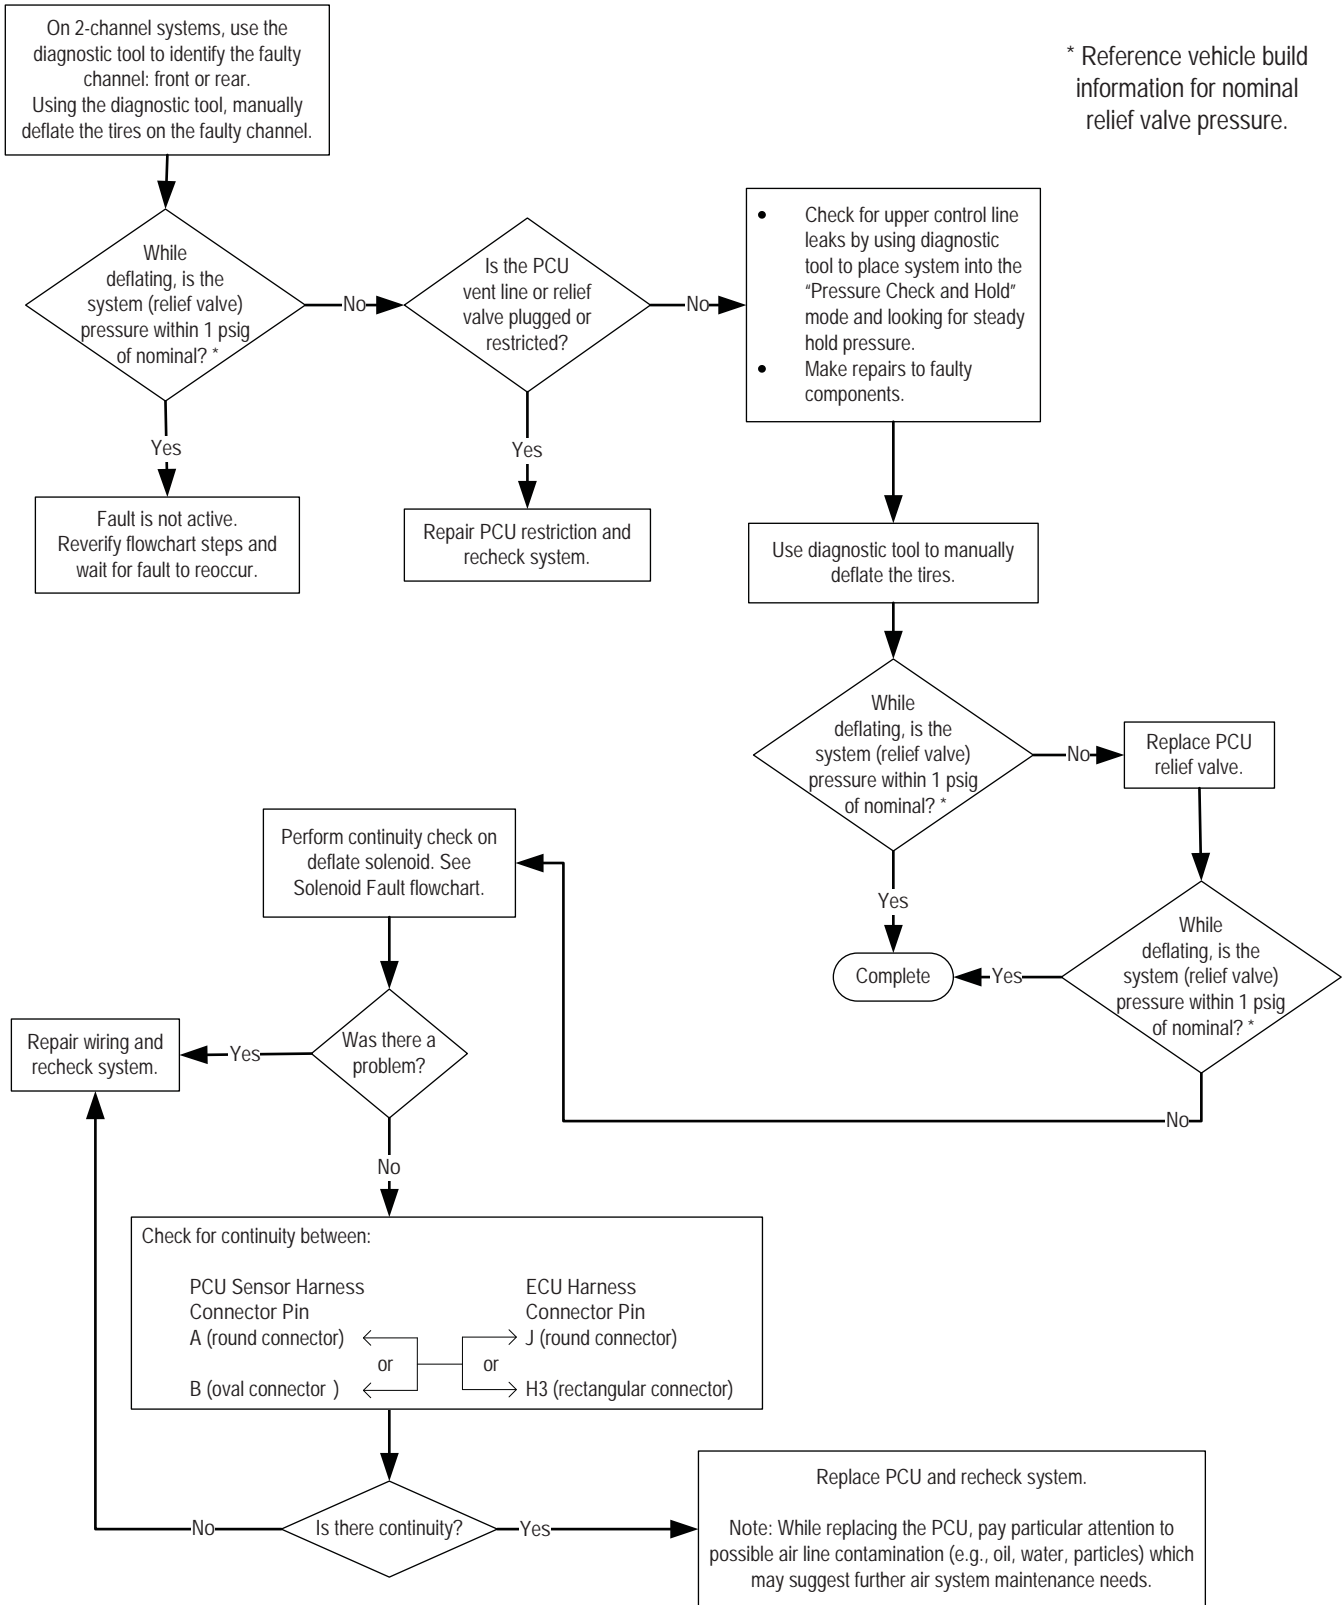 On 2-channel systems, use the
diagnostic tool to identify the faulty
channel: front or rear.
Using the diagnostic tool, manually
deflate the tires on the faulty channel.
* Reference vehicle build
information for nominal
relief valve pressure.
While
deflating, is the
system (relief valve)
pressure within 1 psig
of nominal? *
No
Is the PCU
vent line or relief
valve plugged or
restricted?
No
• Check for upper control line
leaks by using diagnostic
tool to place system into the
"Pressure Check and Hold"
mode and looking for steady
hold pressure.
• Make repairs to faulty
components.
Yes
Yes
Fault is not active.
Reverify flowchart steps and
wait for fault to reoccur.
Repair PCU restriction and
recheck system.
Use diagnostic tool to manually
deflate the tires.
While
deflating, is the
system (relief valve)
pressure within 1 psig
of nominal? *
No
Replace PCU
relief valve.
Yes
Complete
Yes
While
deflating, is the
system (relief valve)
pressure within 1 psig
of nominal? *
No
Perform continuity check on
deflate solenoid. See
Solenoid Fault flowchart.
Was there a
problem?
Yes
Repair wiring and
recheck system.
No
Check for continuity between:
PCU Sensor Harness
Connector Pin
A (round connector)
or
B (oval connector )
ECU Harness
Connector Pin
J (round connector)
or
H3 (rectangular connector)
Is there continuity?
No
Yes
Replace PCU and recheck system.
Note: While replacing the PCU, pay particular attention to
possible air line contamination (e.g., oil, water, particles) which
may suggest further air system maintenance needs.